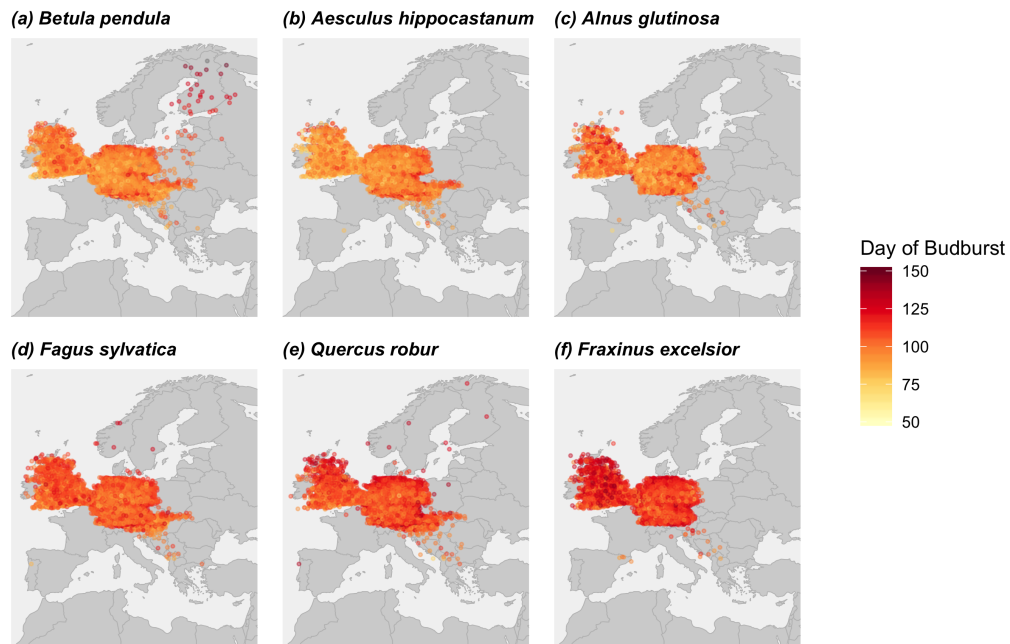 (a) Betula pendula
(b) Aesculus hippocastanum
(c) Alnus glutinosa
Day of Budburst
150
125
100
75
50
(d) Fagus sylvatica
(e) Quercus robur
(f) Fraxinus excelsior